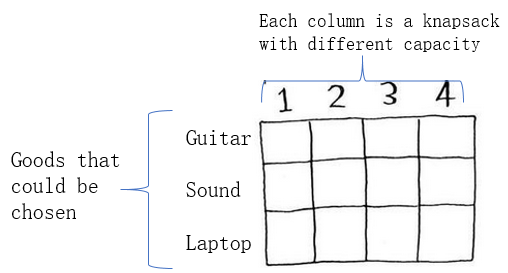 Each column is a knapsack
with different capacity
1 2 3 4
Guitar
Goods that
could be
chosen
Sound
Laptop